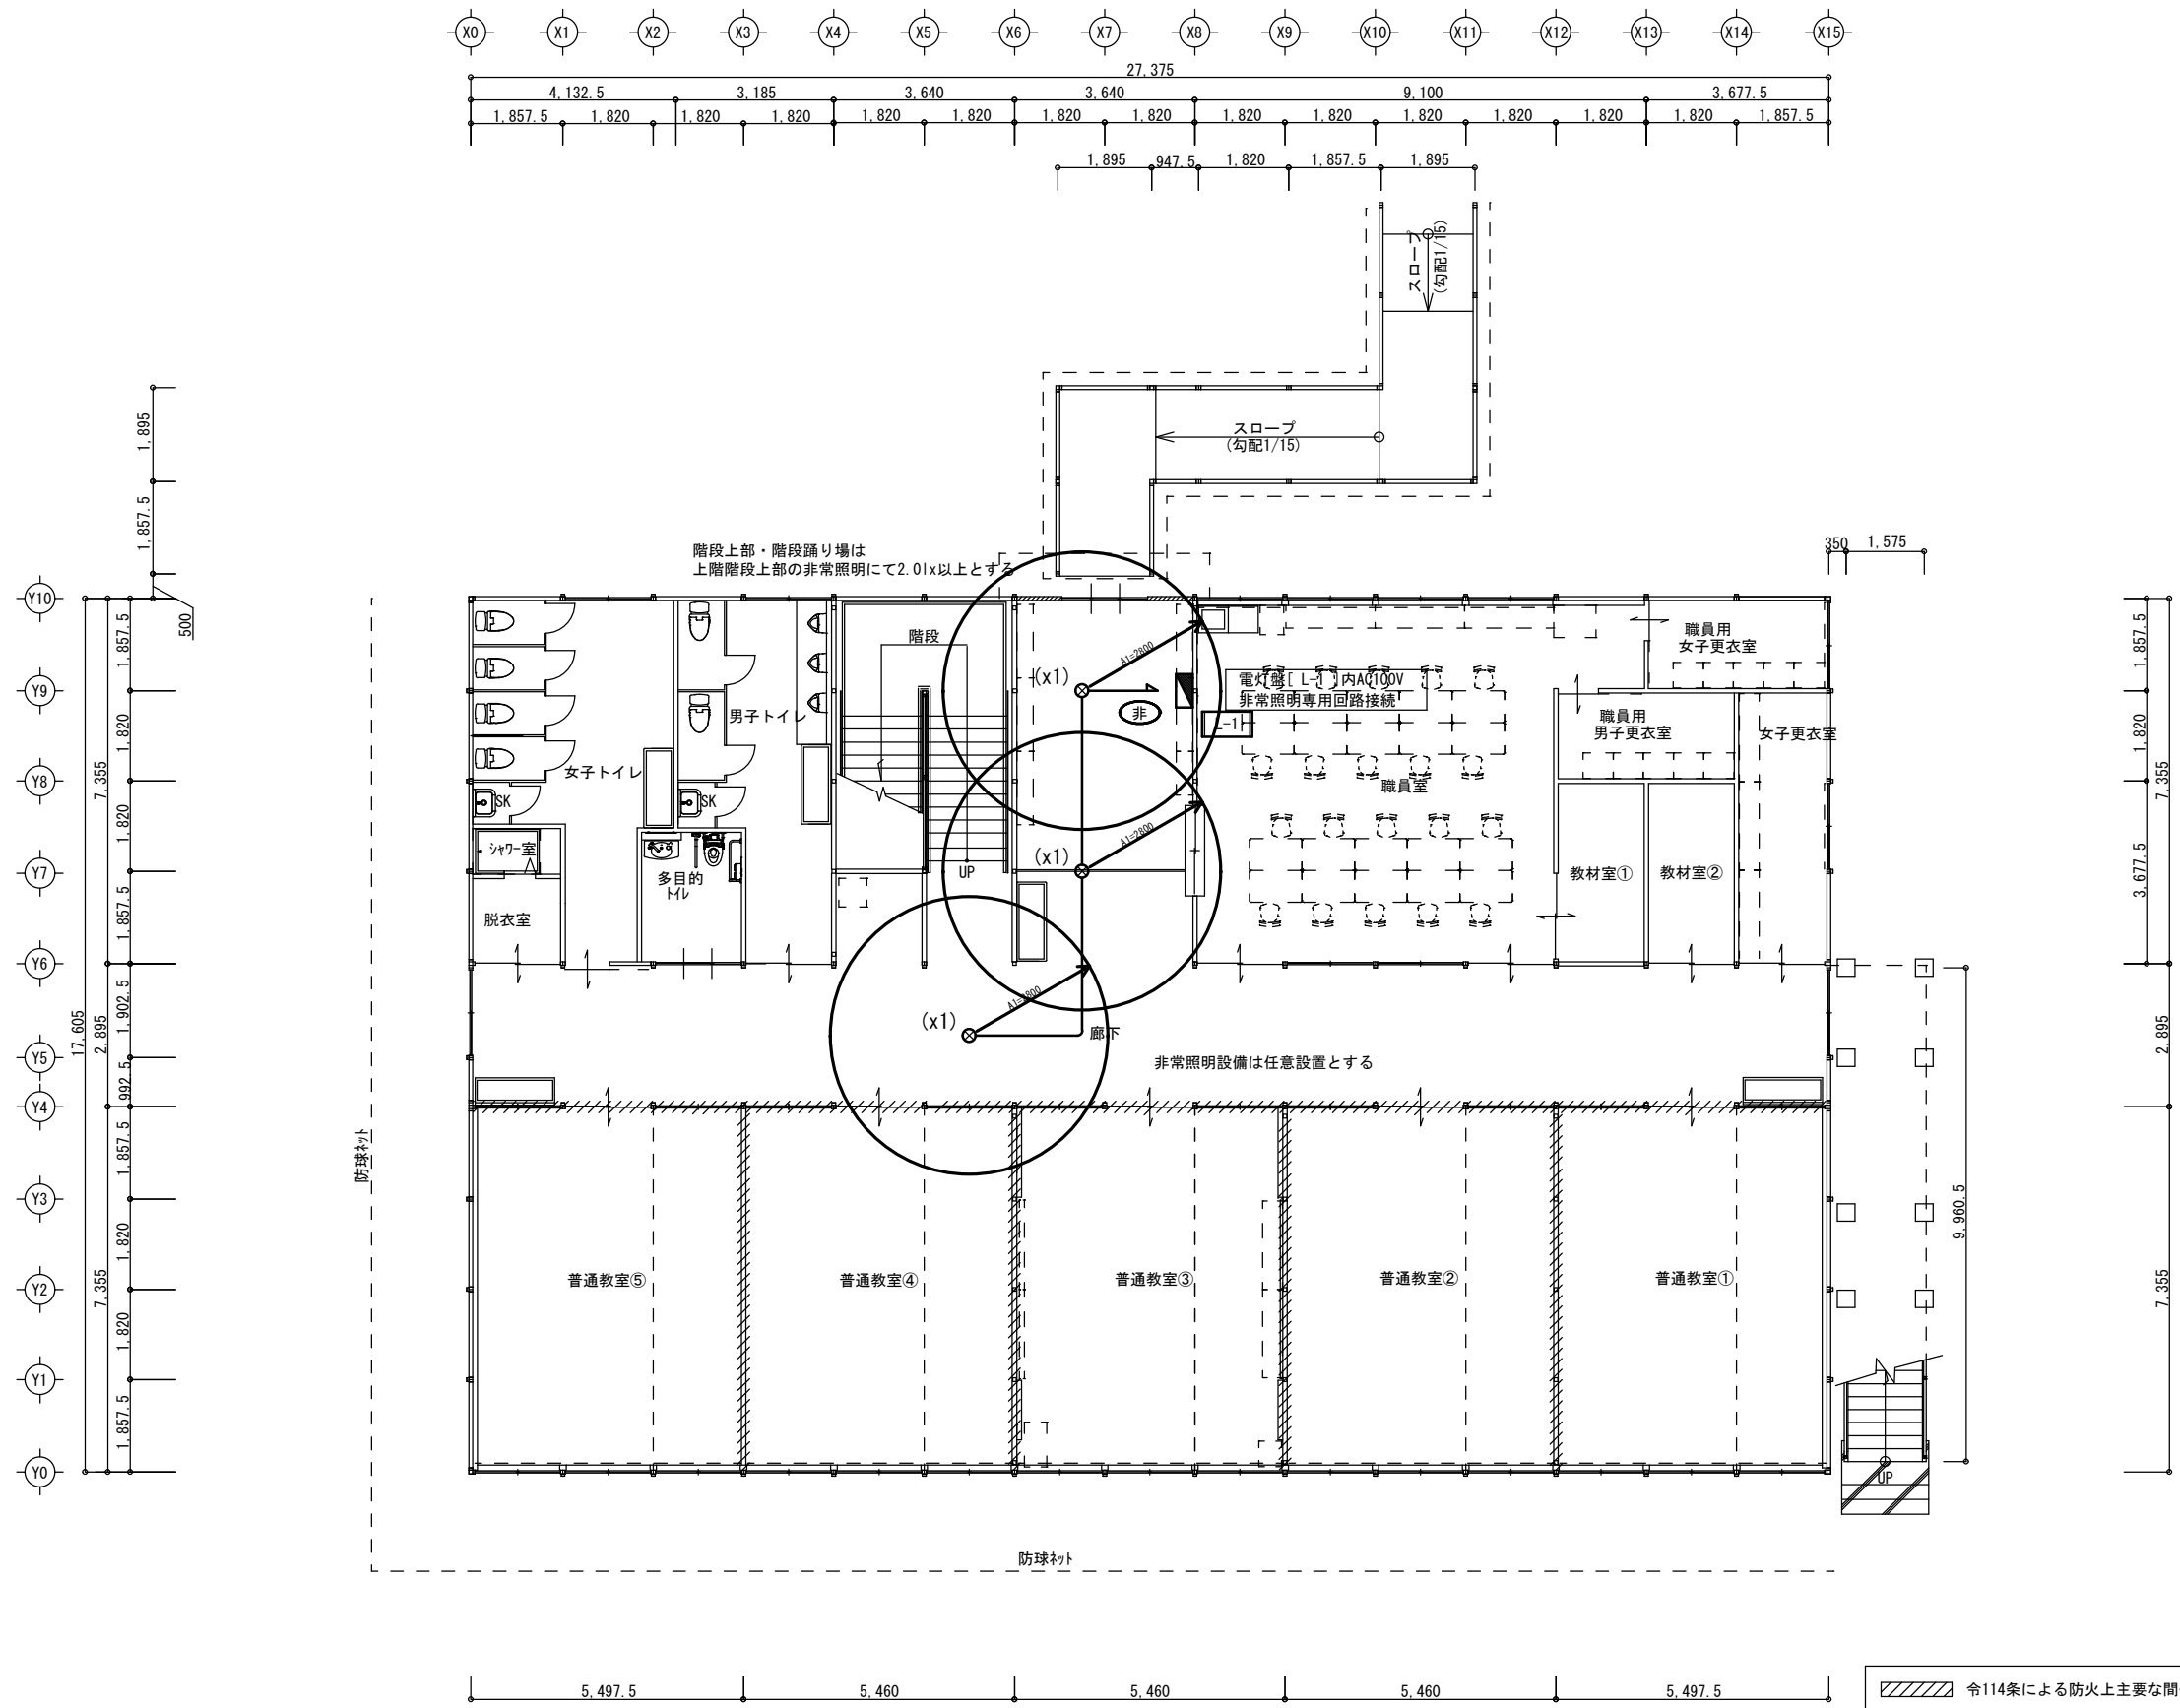 X0 X1 X2 X3 X4 X5 X6 X7 X8 X9 X10 X11 X12 X13 X14 X15
27,375
4,132.5 3,185 3,640 3,640 9,100 3,677.5
1,857.5 1,820 1,820 1,820 1,820 1,820 1,820 1,820 1,820 1,820 1,820 1,820 1,820 1,820 1,857.5
1,895 947.5 1,820 1,857.5 1,895
スロープ
(勾配1/15)
スロープ
(勾配1/15)
1,895
1,857.5
500
350 1,575
階段上部・階段踊り場は
上階階段上部の非常照明にて2.0lx以上とする
Y10
Y9
Y8
Y7
Y6
Y5
Y4
Y3
Y2
Y1
Y0
17,605
7,355
2,895
7,355
1,857.5
1,820
1,820
1,857.5
1,902.5
992.5
1,857.5
1,820
1,820
1,857.5
階段
A1=2800
(x1)
非
電灯盤[ L-1 ]内AC100V
非常照明専用回路接続
L-1
職員用
女子更衣室
職員用
男子更衣室
女子更衣室
男子トイレ
女子トイレ
SK
SK
職員室
シャワー室
多目的
トイレ
脱衣室
UP
A1=2800
(x1)
教材室①
教材室②
A1=2800
(x1)
廊下
非常照明設備は任意設置とする
1,857.5
1,820
3,677.5
7,355
2,895
7,355
9,960.5
防球ネット
普通教室⑤
普通教室④
普通教室③
普通教室②
普通教室①
UP
防球ネット
5,497.5 5,460 5,460 5,460 5,497.5
令114条による防火上主要な間